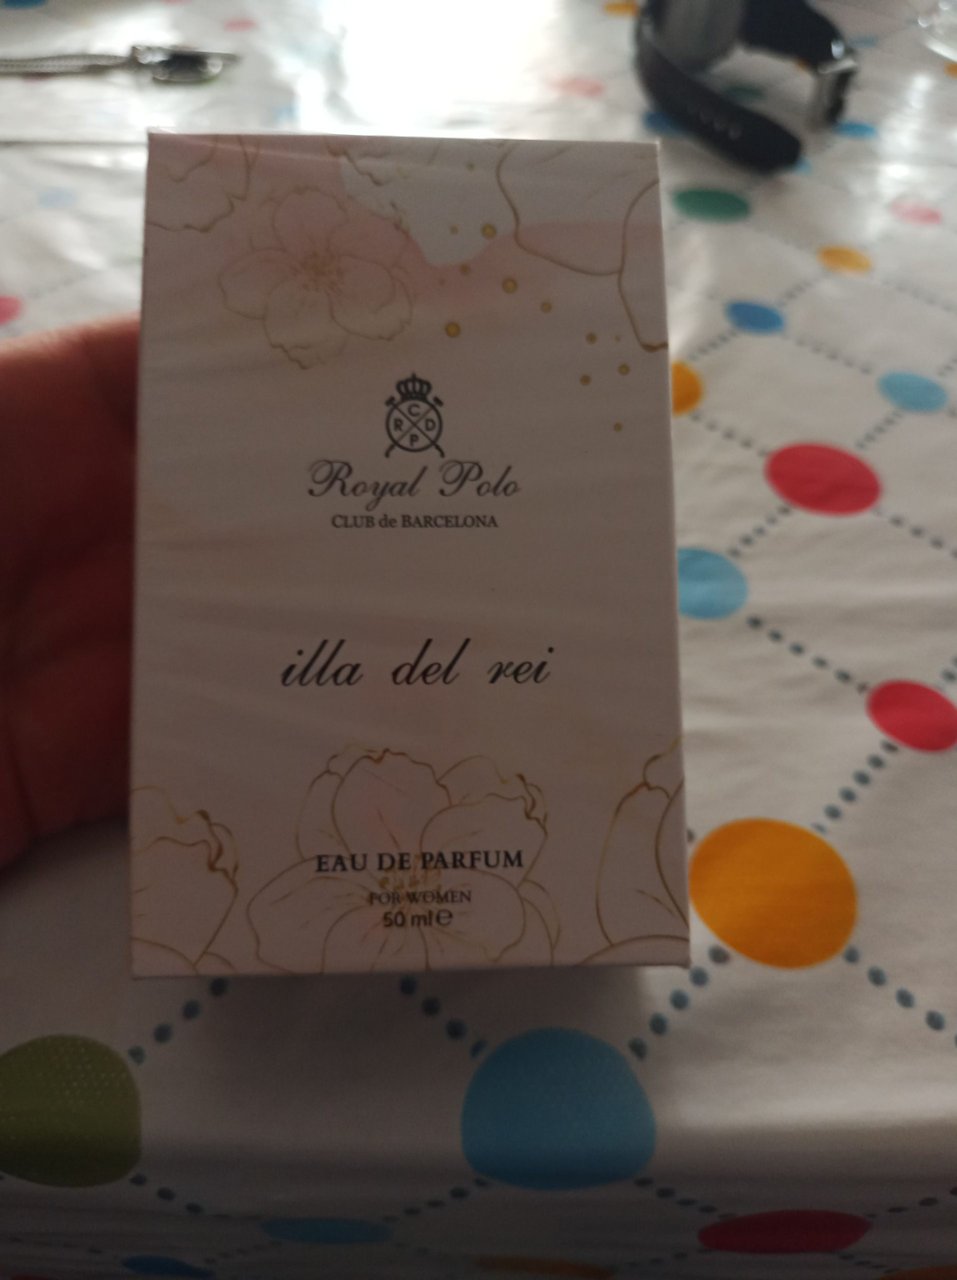 C
R D
P
Royal Polo
CLUB de BARCELONA
illa del rei
EAU DE PARFUM
FOR WOMEN
50 ml e